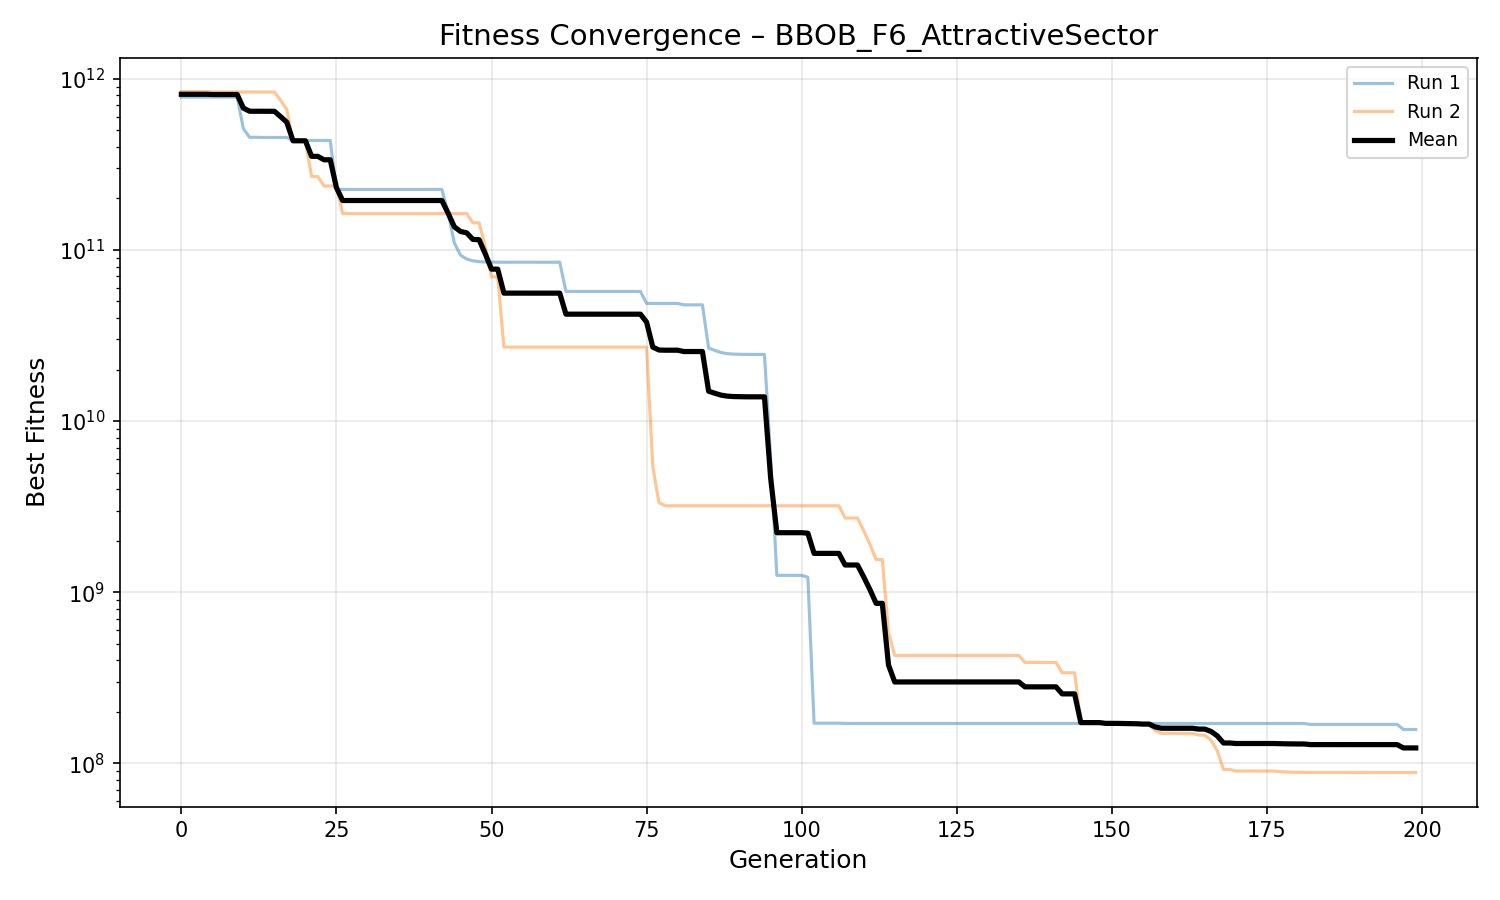 Fitness Convergence – BBOB_F6_AttractiveSector
Run 1
Run 2
Mean
Best Fitness
10¹²
10¹¹
10¹⁰
10⁹
10⁸
0 25 50 75 100 125 150 175 200
Generation